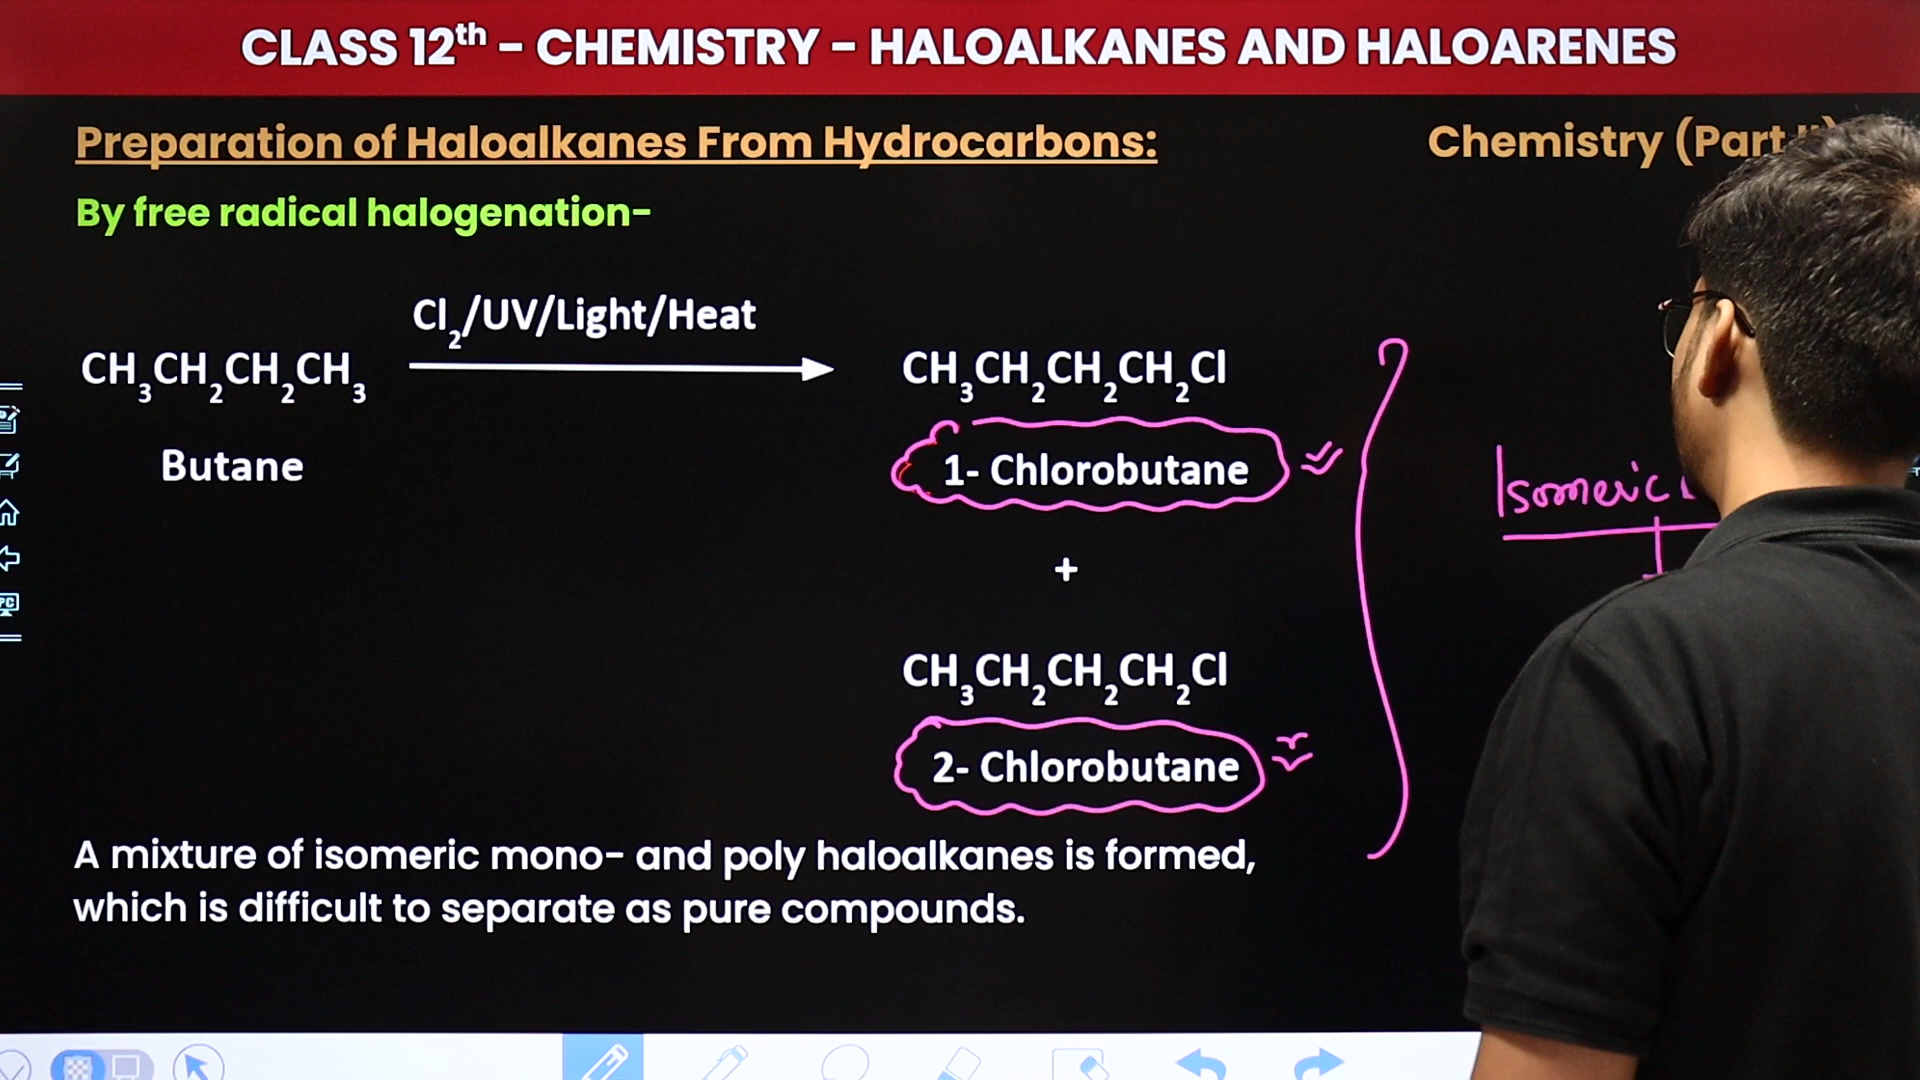 CLASS 12th – CHEMISTRY – HALOALKANES AND HALOARENES
Preparation of Haloalkanes From Hydrocarbons:
Chemistry (Part
By free radical halogenation-
Cl2/UV/Light/Heat
CH3CH2CH2CH3
CH3CH2CH2CH2Cl
Butane
1- Chlorobutane
Isomeric
+
CH3CH2CH2CH2Cl
2- Chlorobutane
A mixture of isomeric mono- and poly haloalkanes is formed,
which is difficult to separate as pure compounds.